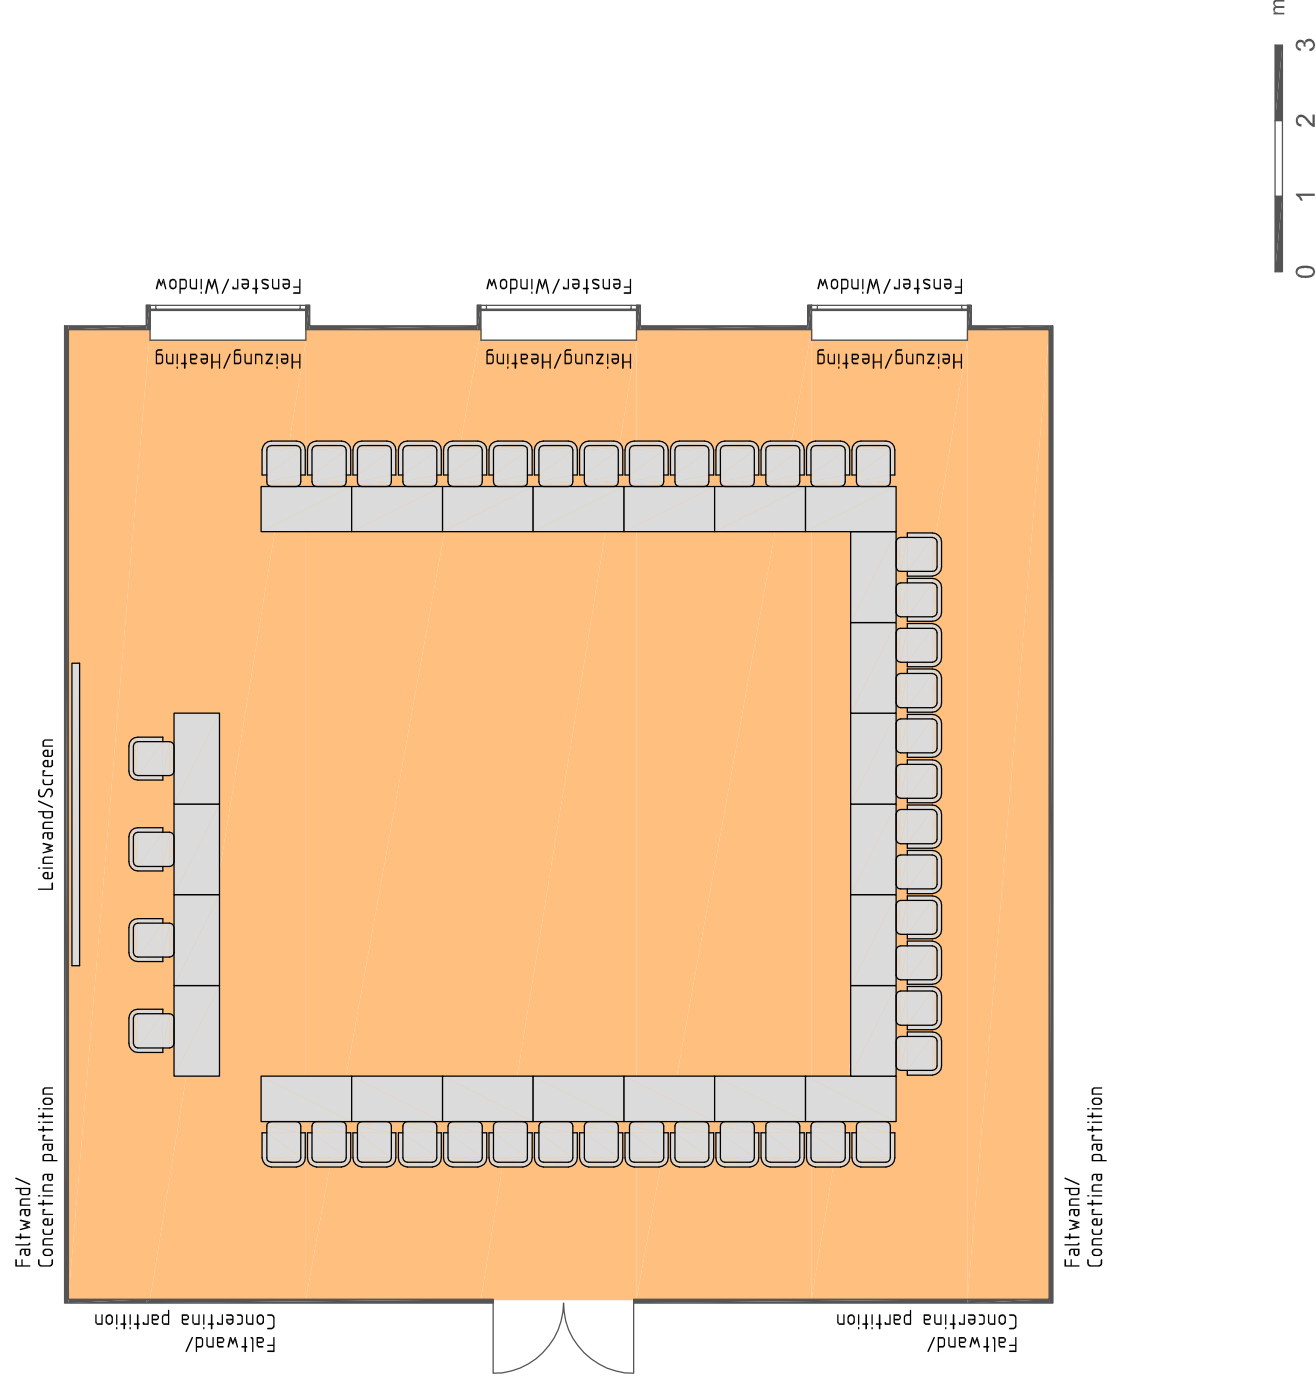 m
3
2
1
0
Fenster/Window
Fenster/Window
Fenster/Window
Heizung/Heating
Heizung/Heating
Heizung/Heating
Leinwand/Screen
Faltwand/
Concertina partition
Faltwand/
Concertina partition
Faltwand/
Concertina partition
Faltwand/
Concertina partition